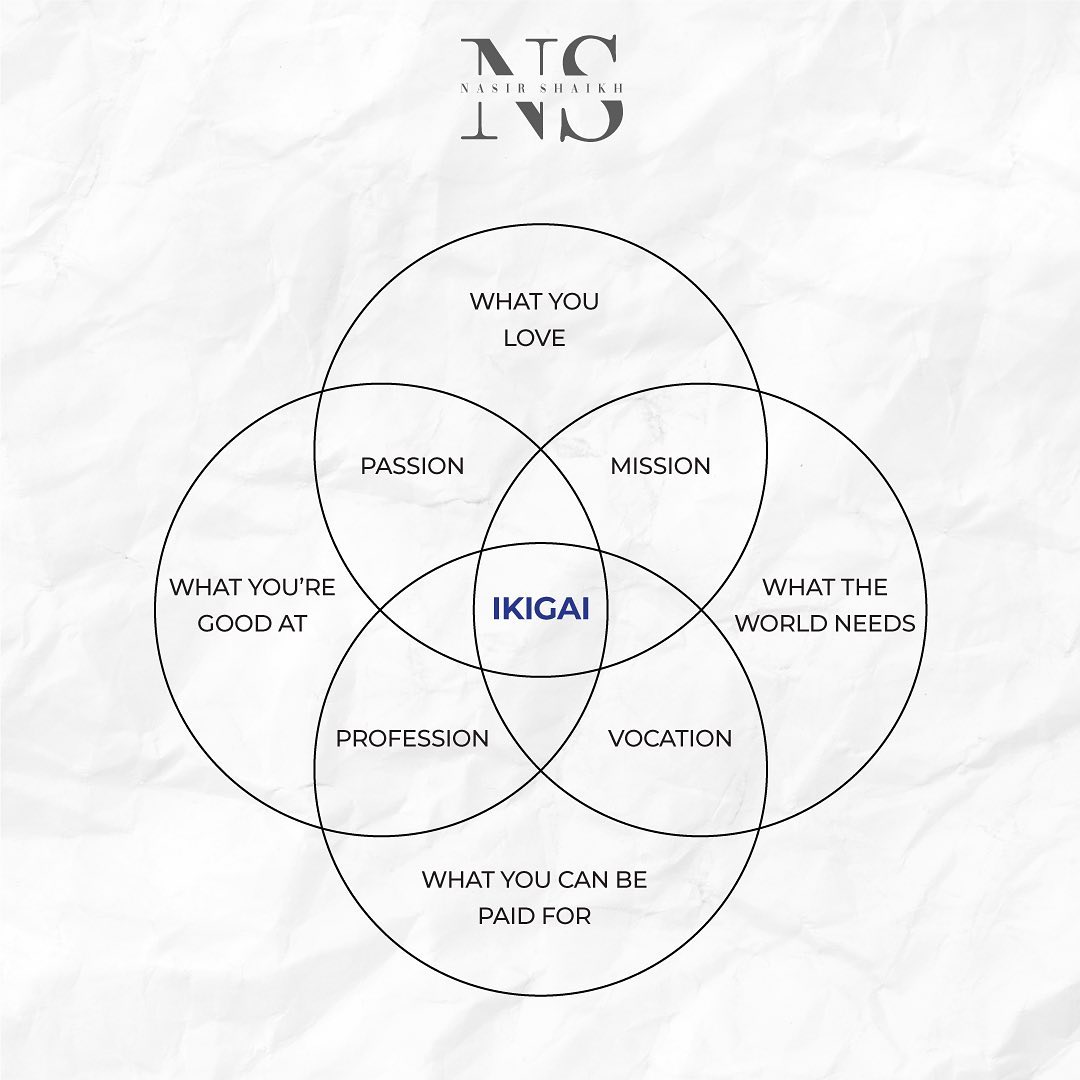 NS
NASIR SHAIKH
WHAT YOU
LOVE
PASSION
MISSION
WHAT YOU'RE
GOOD AT
IKIGAI
WHAT THE
WORLD NEEDS
PROFESSION
VOCATION
WHAT YOU CAN BE
PAID FOR